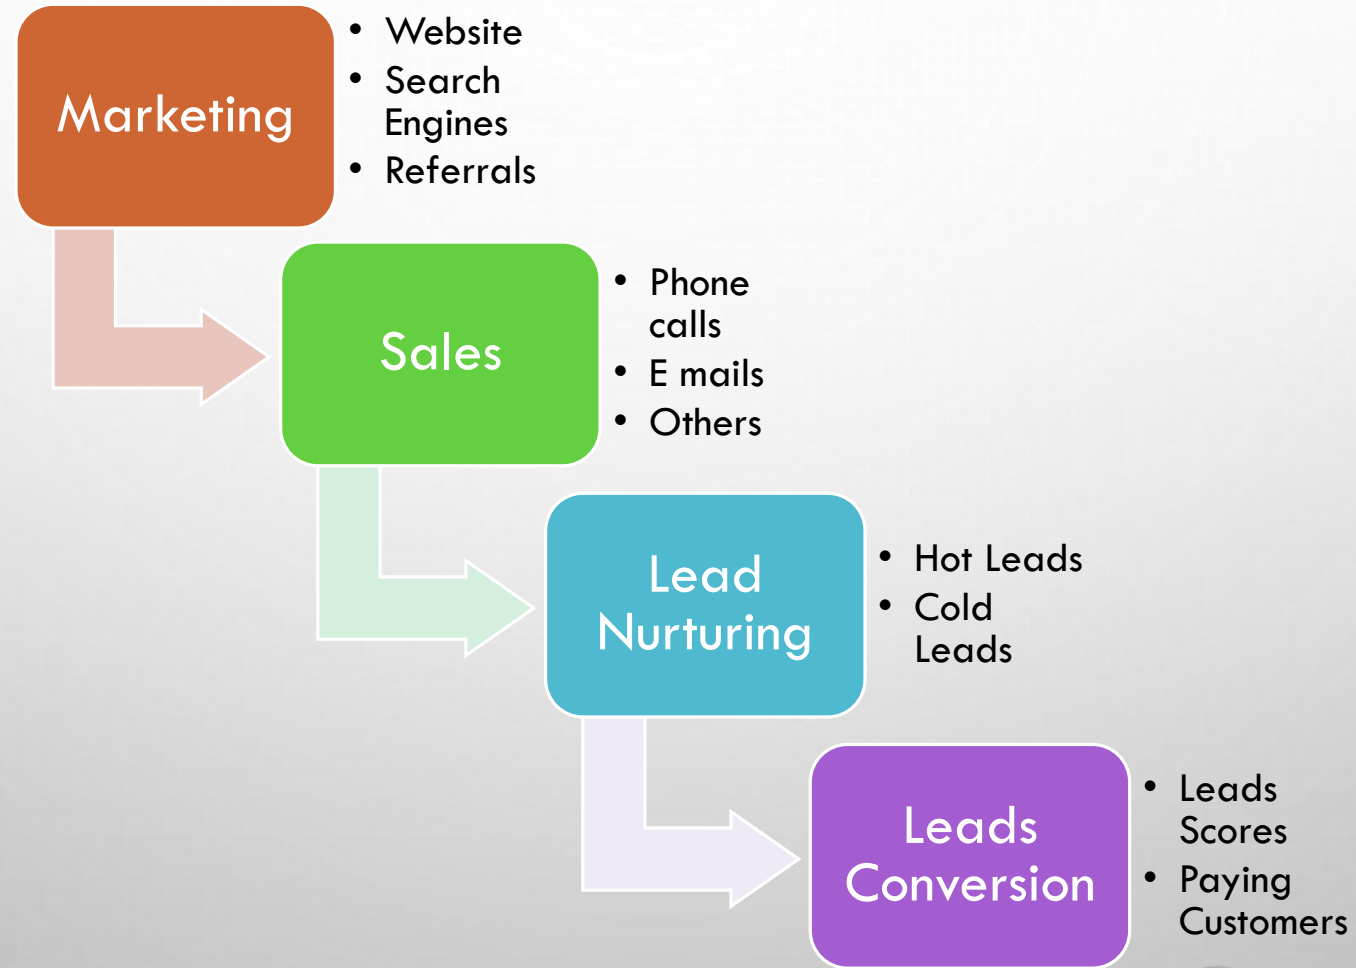 Marketing
• Website
• Search
Engines
• Referrals
Sales
• Phone
calls
• E mails
• Others
Lead
Nurturing
• Hot Leads
• Cold
Leads
Leads
Conversion
• Leads
Scores
• Paying
Customers